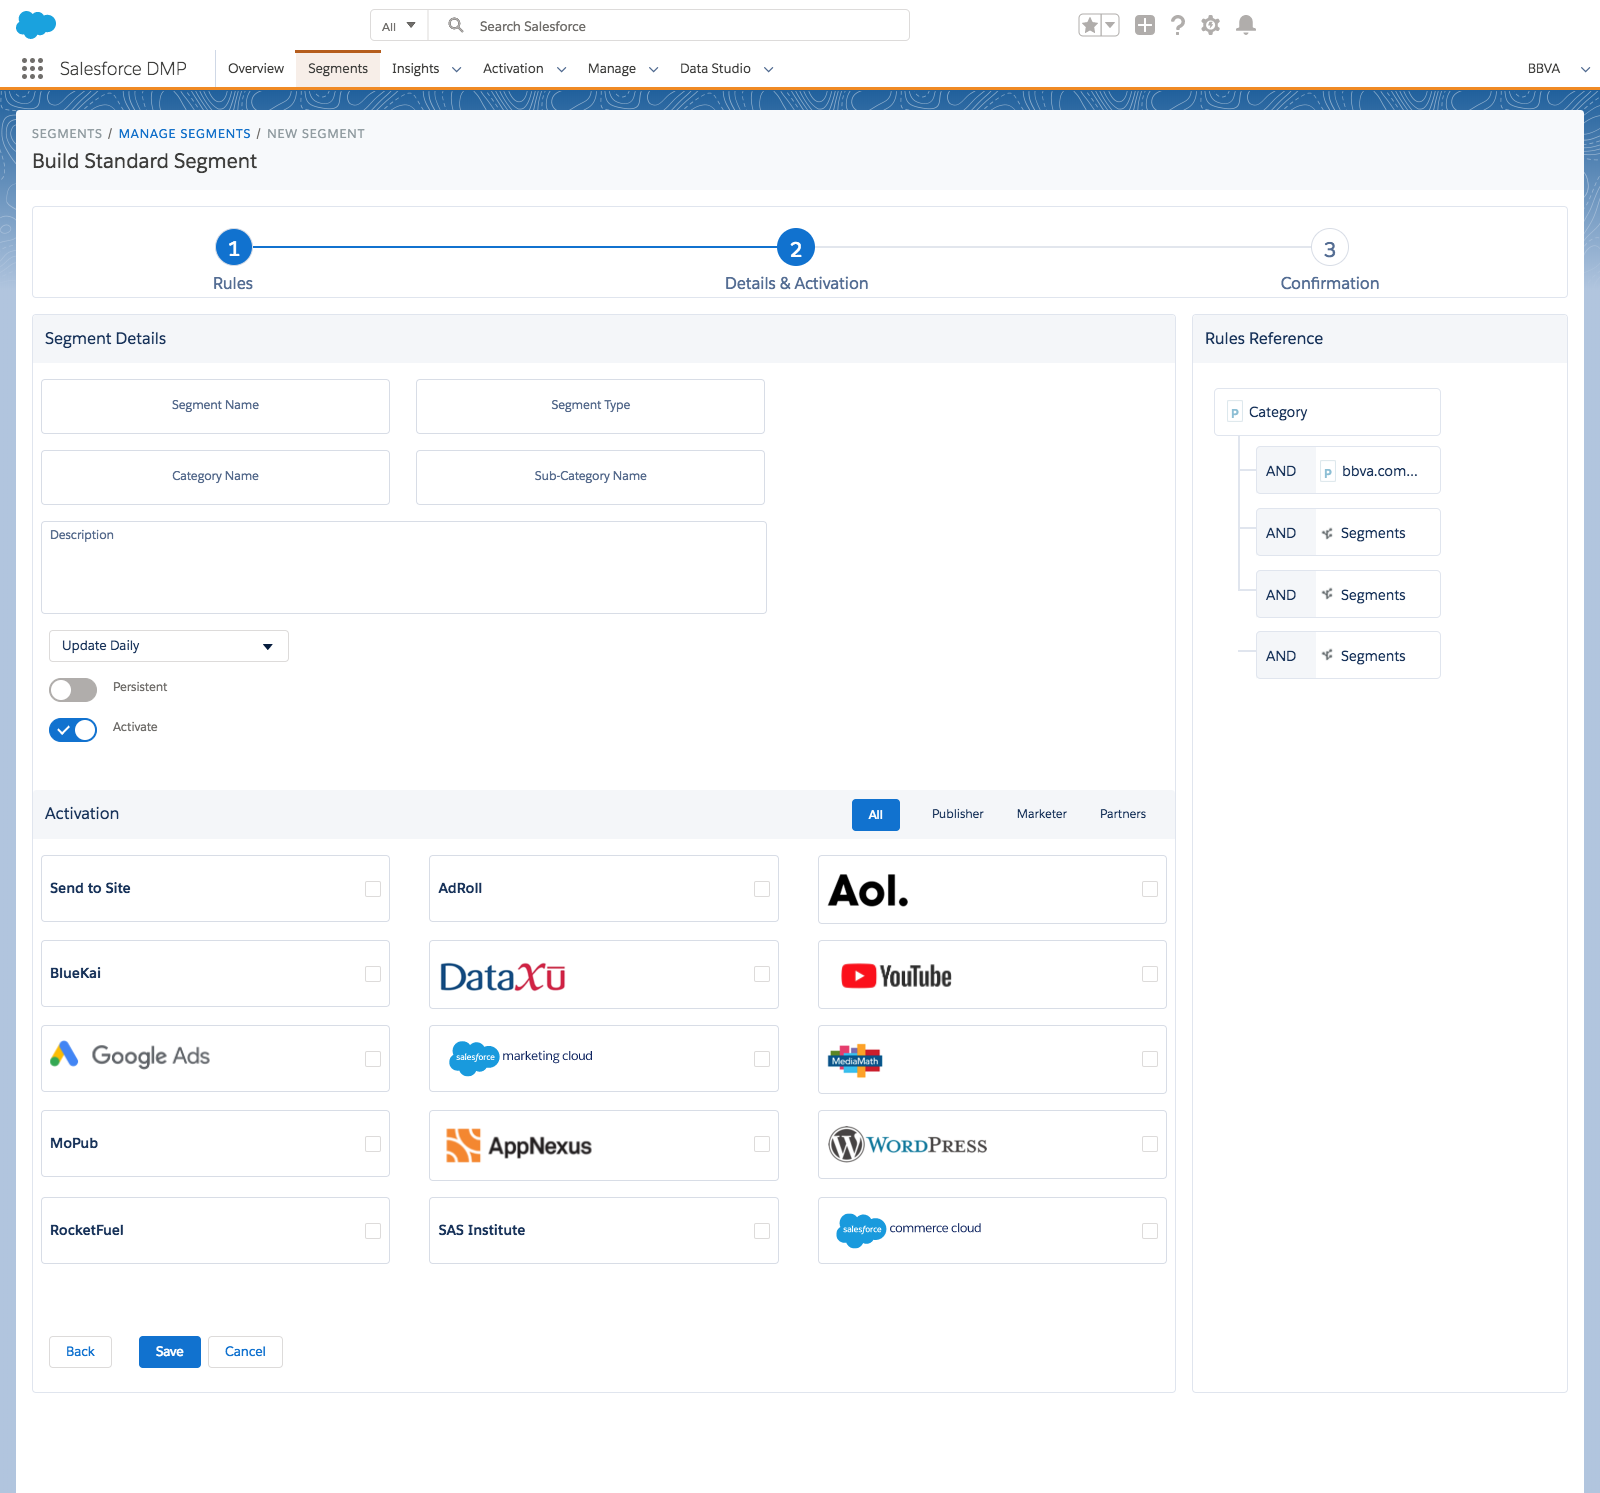 All
Search Salesforce
Salesforce DMP
Overview
Segments
Insights
Activation
Manage
Data Studio
BBVA
SEGMENTS / MANAGE SEGMENTS / NEW SEGMENT
Build Standard Segment
1
2
3
Rules
Details & Activation
Confirmation
Segment Details
Segment Name
Segment Type
Category Name
Sub-Category Name
Description
Update Daily
Persistent
Activate
Rules Reference
p Category
AND p bbva.com...
AND Segments
AND Segments
AND Segments
Activation
All
Publisher
Marketer
Partners
Send to Site
AdRoll
Aol.
BlueKai
DataXū
YouTube
Google Ads
salesforce marketing cloud
MediaMath
MoPub
AppNexus
WORDPRESS
RocketFuel
SAS Institute
salesforce commerce cloud
Back
Save
Cancel